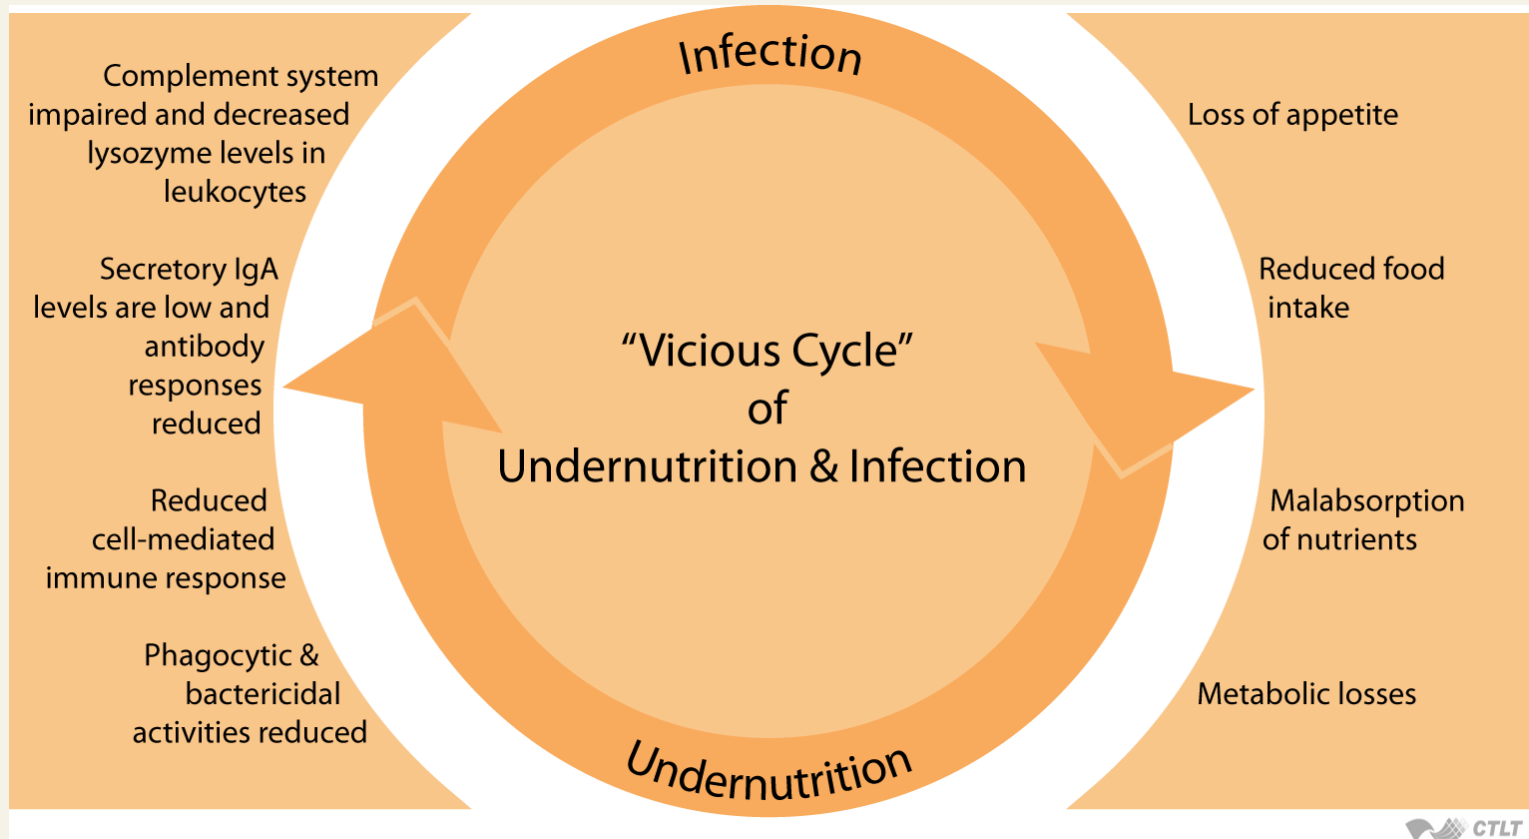 Infection
Complement system
impaired and decreased
lysozyme levels in
leukocytes
Secretory IgA
levels are low and
antibody
responses
reduced
Reduced
cell-mediated
immune response
Phagocytic &
bactericidal
activities reduced
“Vicious Cycle”
of
Undernutrition & Infection
Loss of appetite
Reduced food
intake
Malabsorption
of nutrients
Metabolic losses
Undernutrition
CTLT